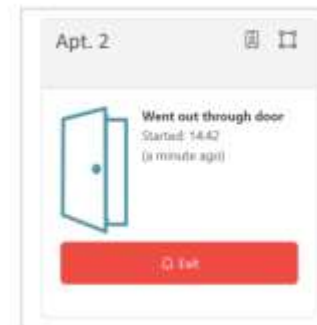 Apt. 2
Went out through door
Started: 14:42
(a minute ago)
Exit